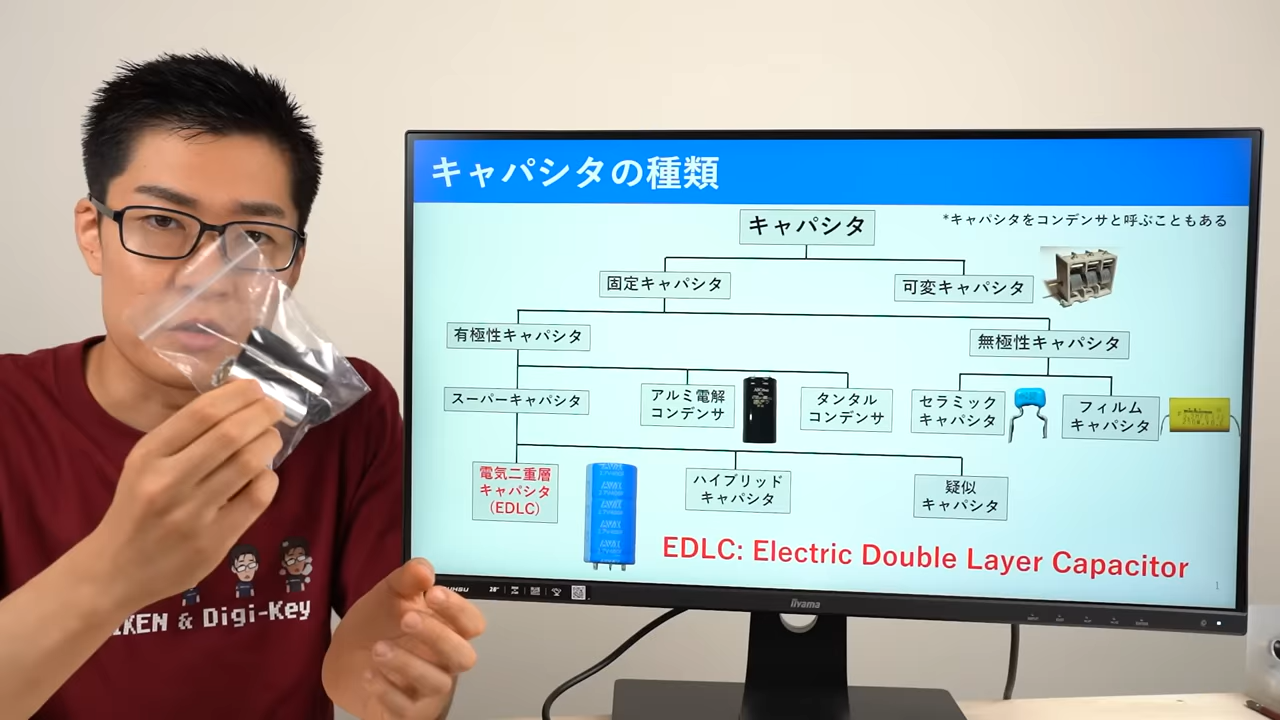 キャパシタの種類
*キャパシタをコンデンサと呼ぶこともある
キャパシタ
固定キャパシタ
可変キャパシタ
有極性キャパシタ
無極性キャパシタ
スーパーキャパシタ
アルミ電解
コンデンサ
タンタル
コンデンサ
セラミック
キャパシタ
フィルム
キャパシタ
電気二重層
キャパシタ
(EDLC)
ハイブリッド
キャパシタ
疑似
キャパシタ
EDLC: Electric Double Layer Capacitor
1
iiyama
& Digi-Key